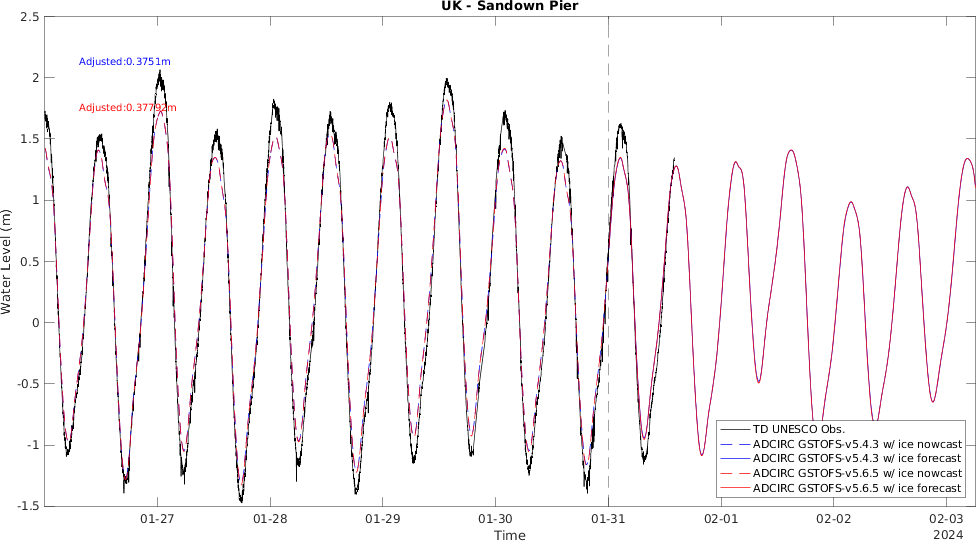 UK - Sandown Pier
2.5
2
1.5
1
0.5
0
-0.5
-1
-1.5
Water Level (m)
Adjusted:0.3751m
Adjusted:0.37792m
TD UNESCO Obs.
ADCIRC GSTOFS-v5.4.3 w/ ice nowcast
ADCIRC GSTOFS-v5.4.3 w/ ice forecast
ADCIRC GSTOFS-v5.6.5 w/ ice nowcast
ADCIRC GSTOFS-v5.6.5 w/ ice forecast
01-27 01-28 01-29 01-30 01-31 02-01 02-02 02-03
Time
2024